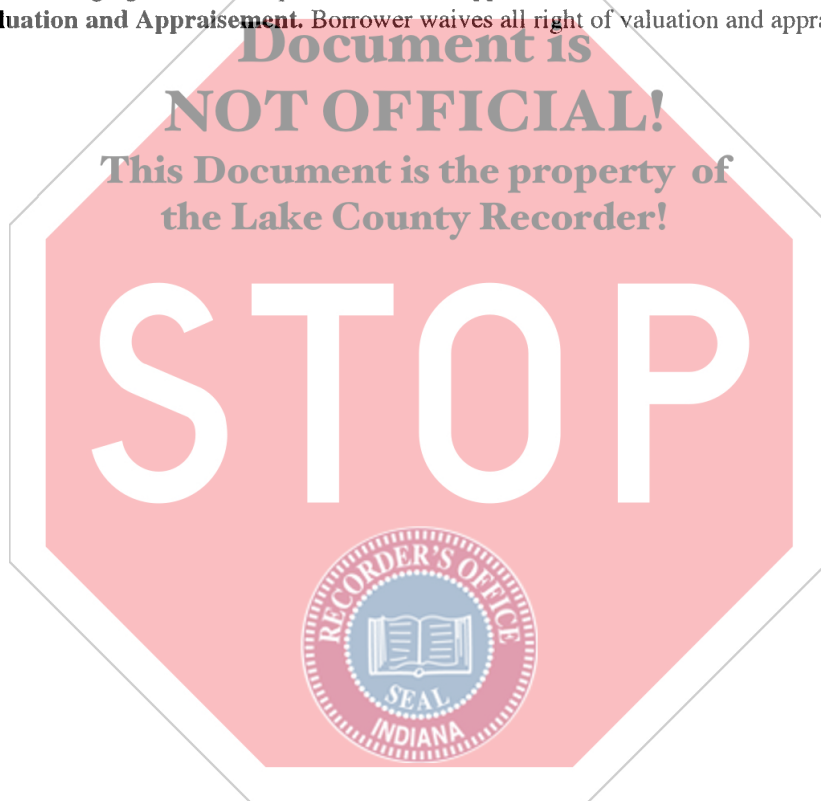 luation and Appraisement. Borrower waives all right of valuation and appra
Document is
NOT OFFICIAL!
This Document is the property of
the Lake County Recorder!
STOP
RECORDER'S OFFICE
SEAL
INDIANA